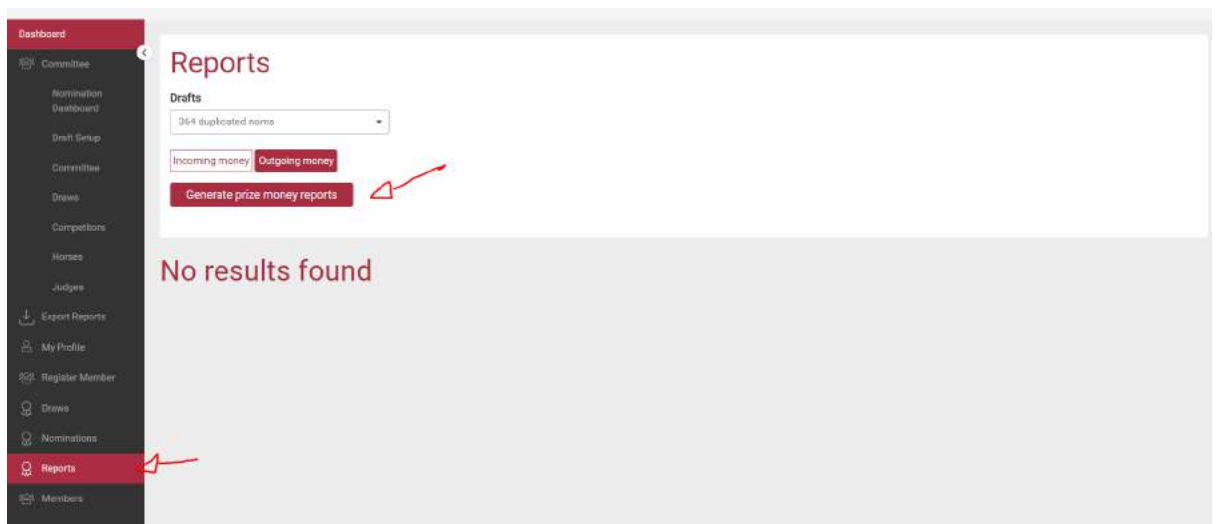 Dashboard
Committee
Nomination
Dashboard
Draft Setup
Committee
Draws
Competitors
Horses
Judges
Export Reports
My Profile
Register Member
Draws
Nominations
Reports
Members
Reports
Drafts
364 duplicated noms
Incoming money Outgoing money
Generate prize money reports
No results found